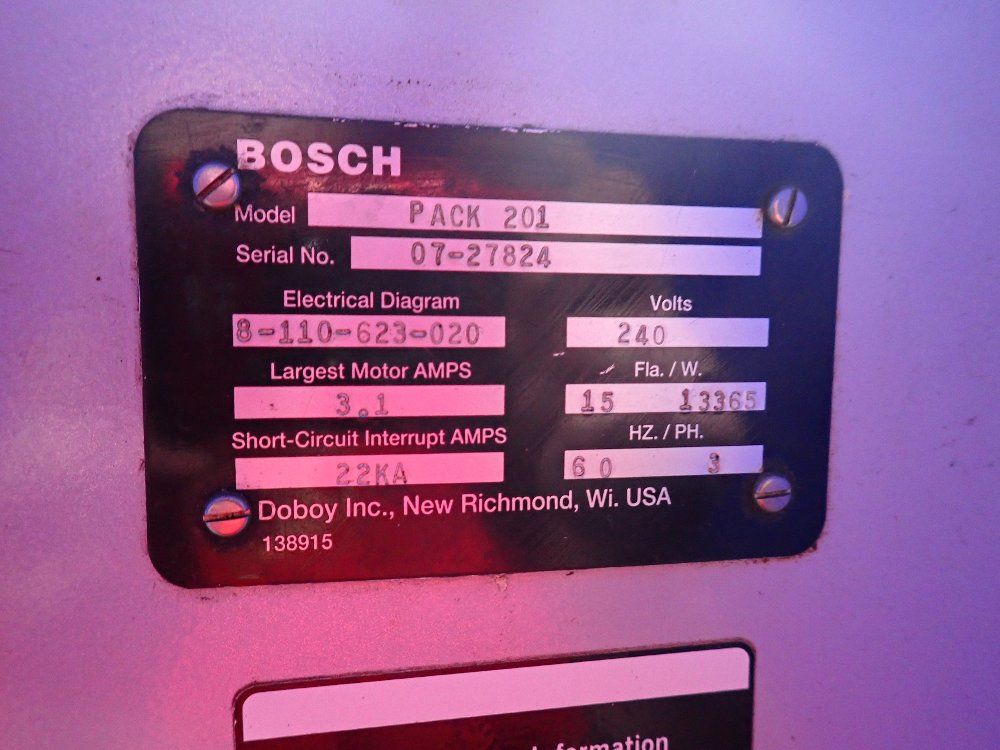 BOSCH
Model PACK 201
Serial No. 07-27824
Electrical Diagram Volts
8-110-623-020 240
Largest Motor AMPS Fla. / W.
3.1 15 13365
Short-Circuit Interrupt AMPS HZ. / PH.
22KA 60 3
Doboy Inc., New Richmond, Wi. USA
138915